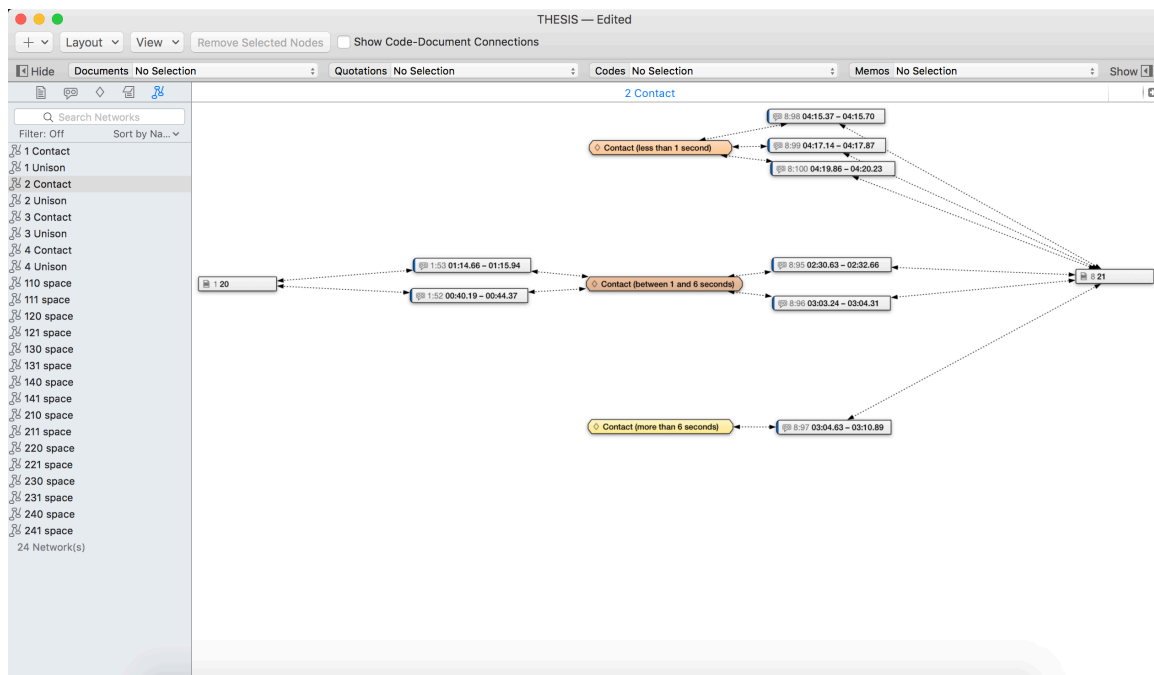 THESIS — Edited
+ Layout View Remove Selected Nodes Show Code-Document Connections
Hide Documents No Selection Quotations No Selection Codes No Selection Memos No Selection Show
2 Contact
Search Networks
Filter: Off Sort by Na...
1 Contact
1 Unison
2 Contact
2 Unison
3 Contact
3 Unison
4 Contact
4 Unison
110 space
111 space
120 space
121 space
130 space
131 space
140 space
141 space
210 space
211 space
220 space
221 space
230 space
231 space
240 space
241 space
24 Network(s)
8:98 04:15.37 – 04:15.70
Contact (less than 1 second)
8:99 04:17.14 – 04:17.87
8:100 04:19.86 – 04:20.23
1:53 01:14.66 – 01:15.94
8:95 02:30.63 – 02:32.66
8 21
1 20
Contact (between 1 and 6 seconds)
1:52 00:40.19 – 00:44.37
8:96 03:03.24 – 03:04.31
Contact (more than 6 seconds)
8:97 03:04.63 – 03:10.89